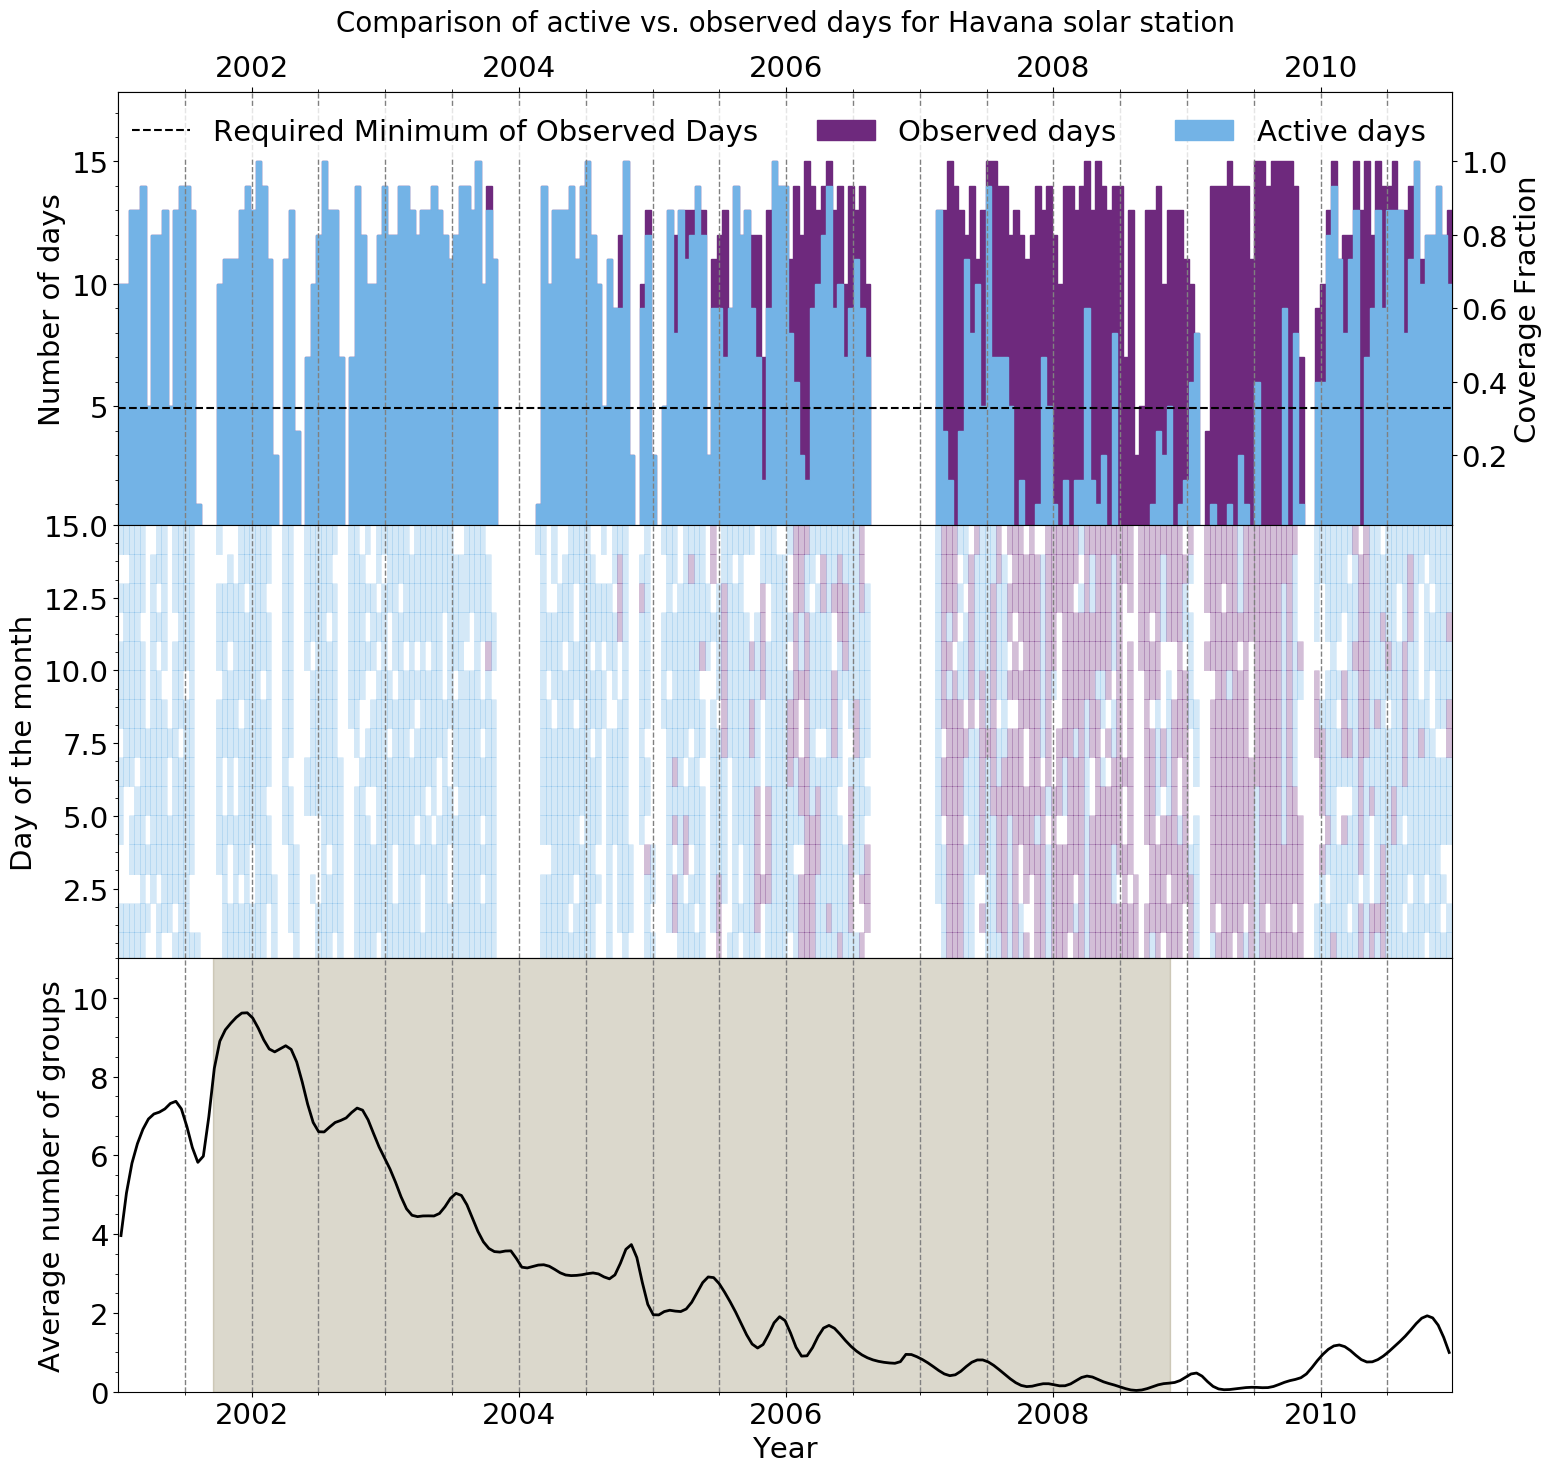 Comparison of active vs. observed days for Havana solar station
2002 2004 2006 2008 2010
Required Minimum of Observed Days Observed days Active days
Number of days
15
10
5
Coverage Fraction
1.0
0.8
0.6
0.4
0.2
Day of the month
15.0
12.5
10.0
7.5
5.0
2.5
Average number of groups
10
8
6
4
2
0
2002 2004 2006 2008 2010
Year